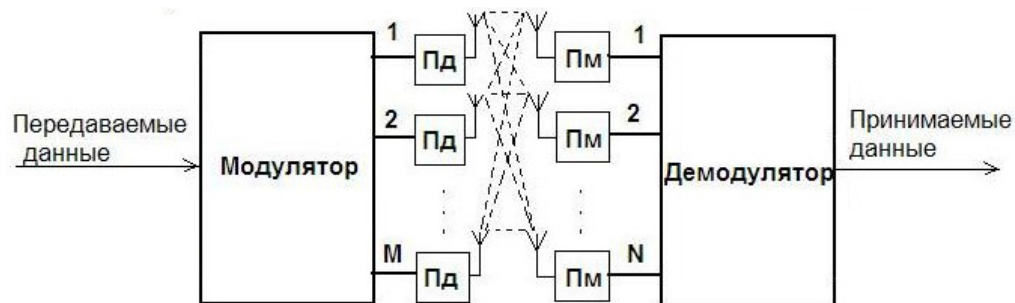 Передаваемые
данные
Модулятор
1
Пд
2
Пд
М
Пд
Пм
1
Пм
2
Пм
N
Демодулятор
Принимаемые
данные